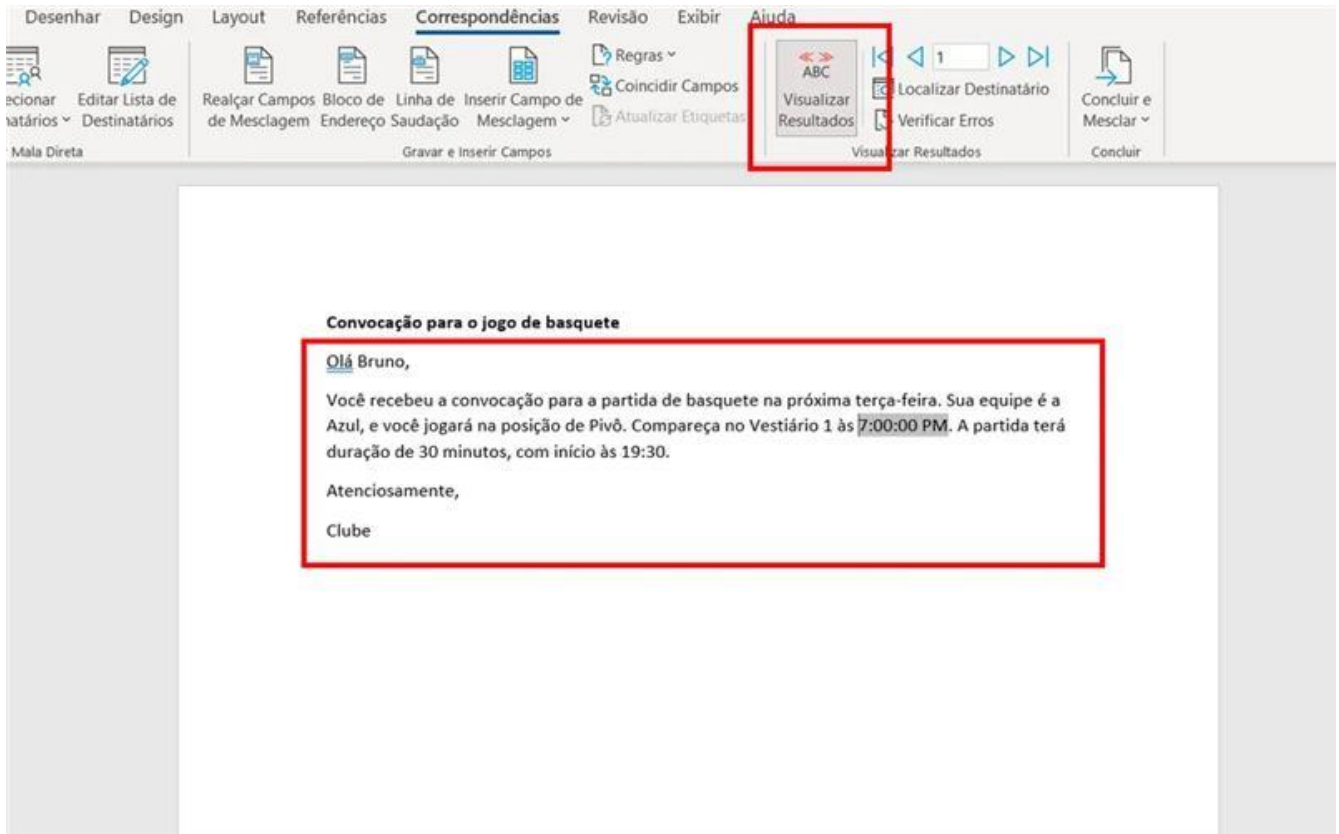 Desenhar Design Layout Referências Correspondências Revisão Exibir Ajuda
Editar Lista de
Destinatários
Realçar Campos
de Mesclagem
Bloco de
Endereço
Linha de
Saudação
Inserir Campo de
Mesclagem
Regras
Coincidir Campos
Atualizar Etiquetas
ABC
Visualizar
Resultados
1
Localizar Destinatário
Verificar Erros
Concluir e
Mesclar
Mala Direta
Gravar e Inserir Campos
Visualizar Resultados
Concluir
Convocação para o jogo de basquete
Olá Bruno,
Você recebeu a convocação para a partida de basquete na próxima terça-feira. Sua equipe é a
Azul, e você jogará na posição de Pivô. Compareça no Vestiário 1 às 7:00:00 PM. A partida terá
duração de 30 minutos, com início às 19:30.
Atenciosamente,
Clube